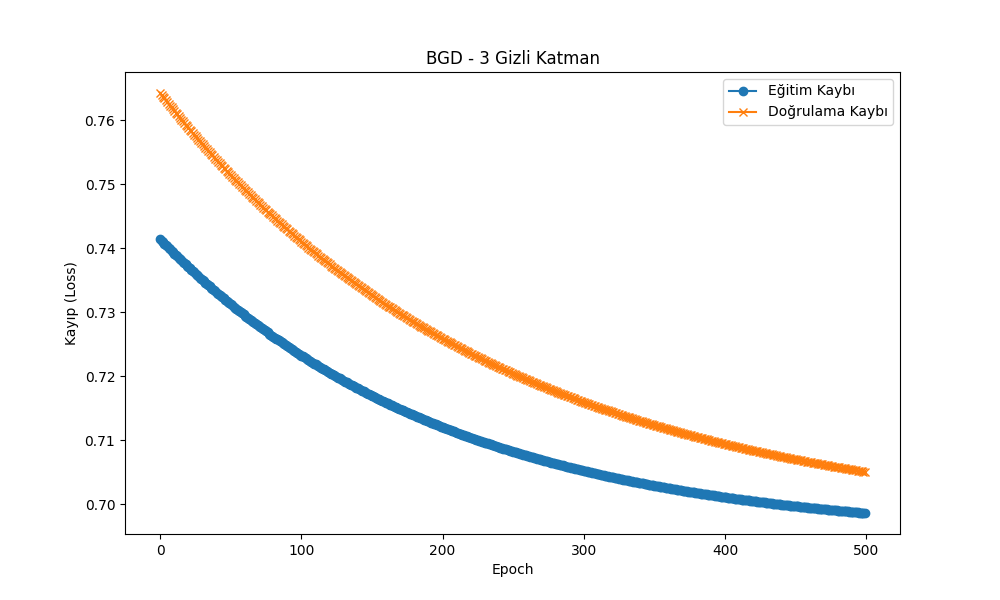 BGD - 3 Gizli Katman
Eğitim Kaybı
Doğrulama Kaybı
Kayıp (Loss)
0.76
0.75
0.74
0.73
0.72
0.71
0.70
0 100 200 300 400 500
Epoch